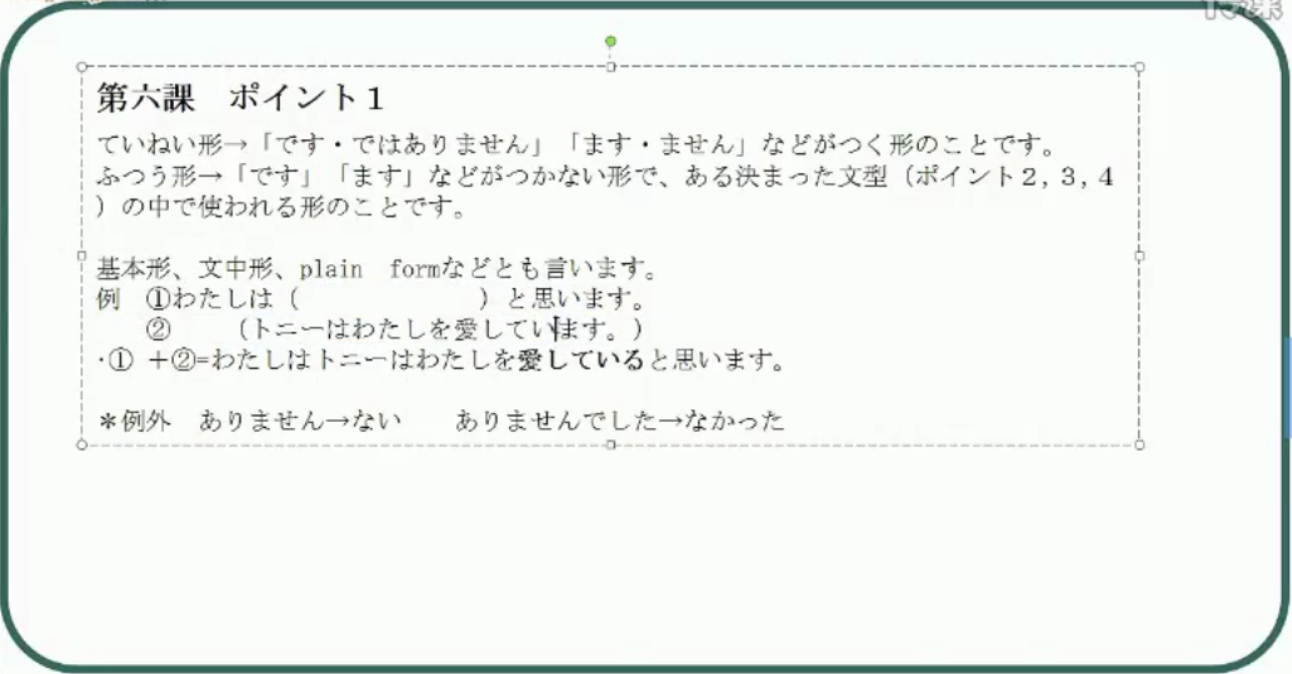 第六課　ポイント１
ていねい形→「です・ではありません」「ます・ません」などがつく形のことです。
ふつう形→「です」「ます」などがつかない形で、ある決まった文型（ポイント２，３，４
）の中で使われる形のことです。
基本形、文中形、plain　formなどとも言います。
例　①わたしは（　　　　　　　）と思います。
②　　（トニーはわたしを愛しています。）
・①　＋②=わたしはトニーはわたしを愛していると思います。
＊例外　ありません→ない　　ありませんでした→なかった